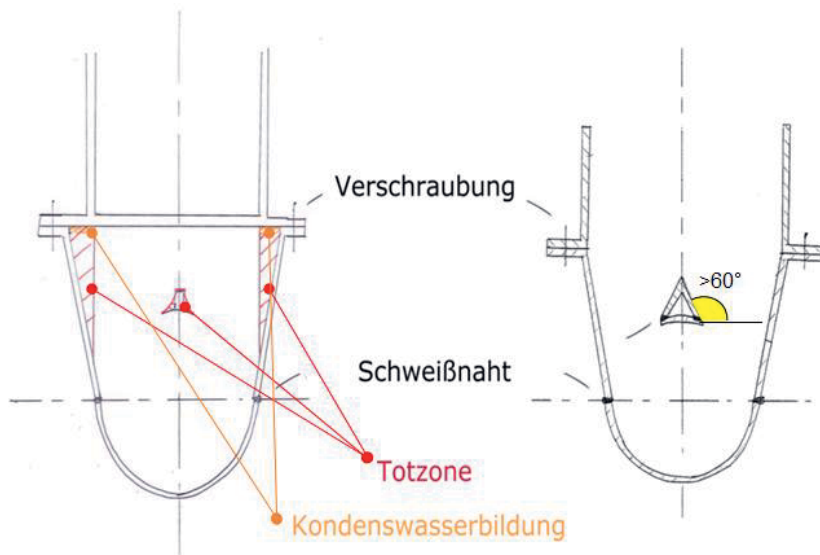 Verschraubung
>60°
Schweißnaht
Totzone
Kondenswasserbildung